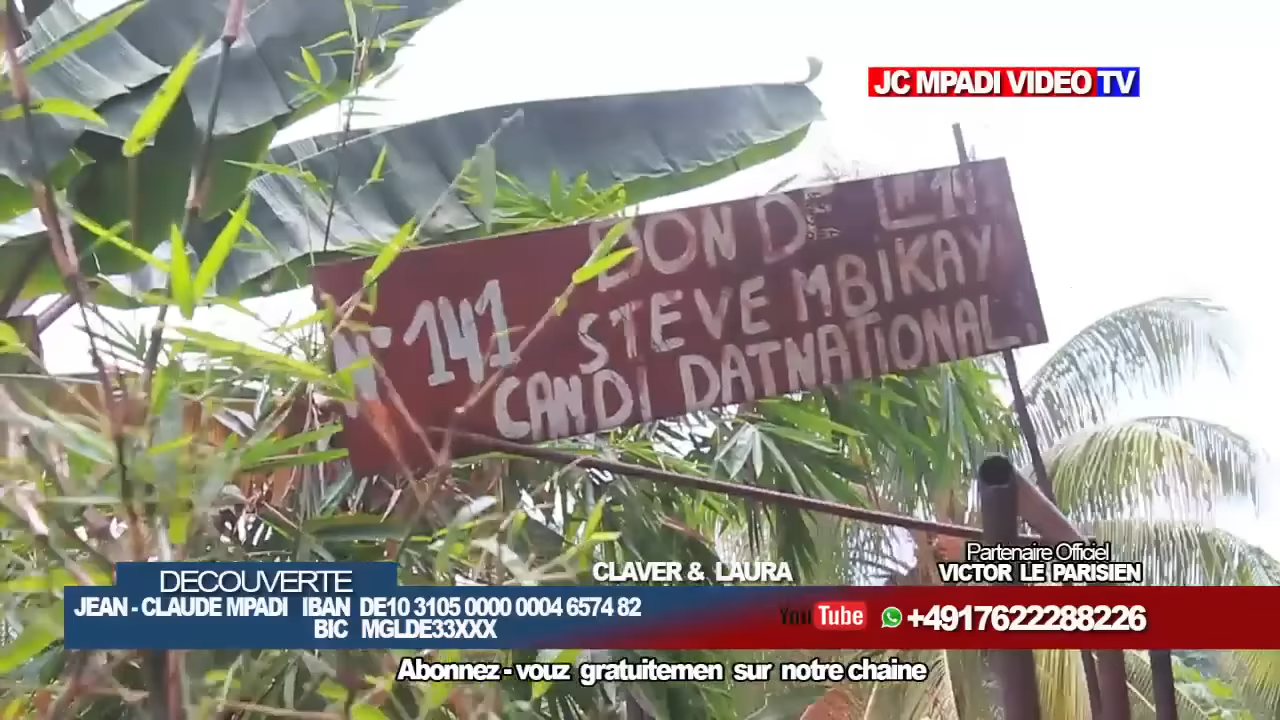 JC MPADI VIDEO TV
DON DE
N° 141
STEVE MBIKAY
CANDI DATNATIONAL.
Partenaire Officiel
VICTOR LE PARISIEN
CLAVER & LAURA
DECOUVERTE
JEAN - CLAUDE MPADI IBAN DE10 3105 0000 0004 6574 82
BIC MGLDE33XXX
YouTube +4917622288226
Abonnez - vouz gratuitemen sur notre chaine